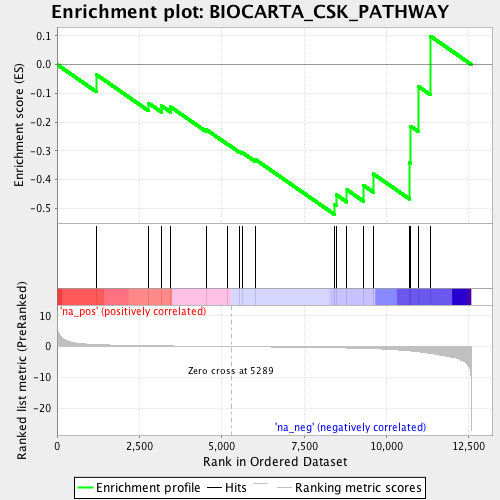 Enrichment plot: BIOCARTA_CSK_PATHWAY
Enrichment score (ES)
0.1
0.0
-0.1
-0.2
-0.3
-0.4
-0.5
'na_pos' (positively correlated)
Ranked list metric (PreRanked)
10
0
-10
-20
Zero cross at 5289
'na_neg' (negatively correlated)
0
2,500
5,000
7,500
10,000
12,500
Rank in Ordered Dataset
Enrichment profile
Hits
Ranking metric scores